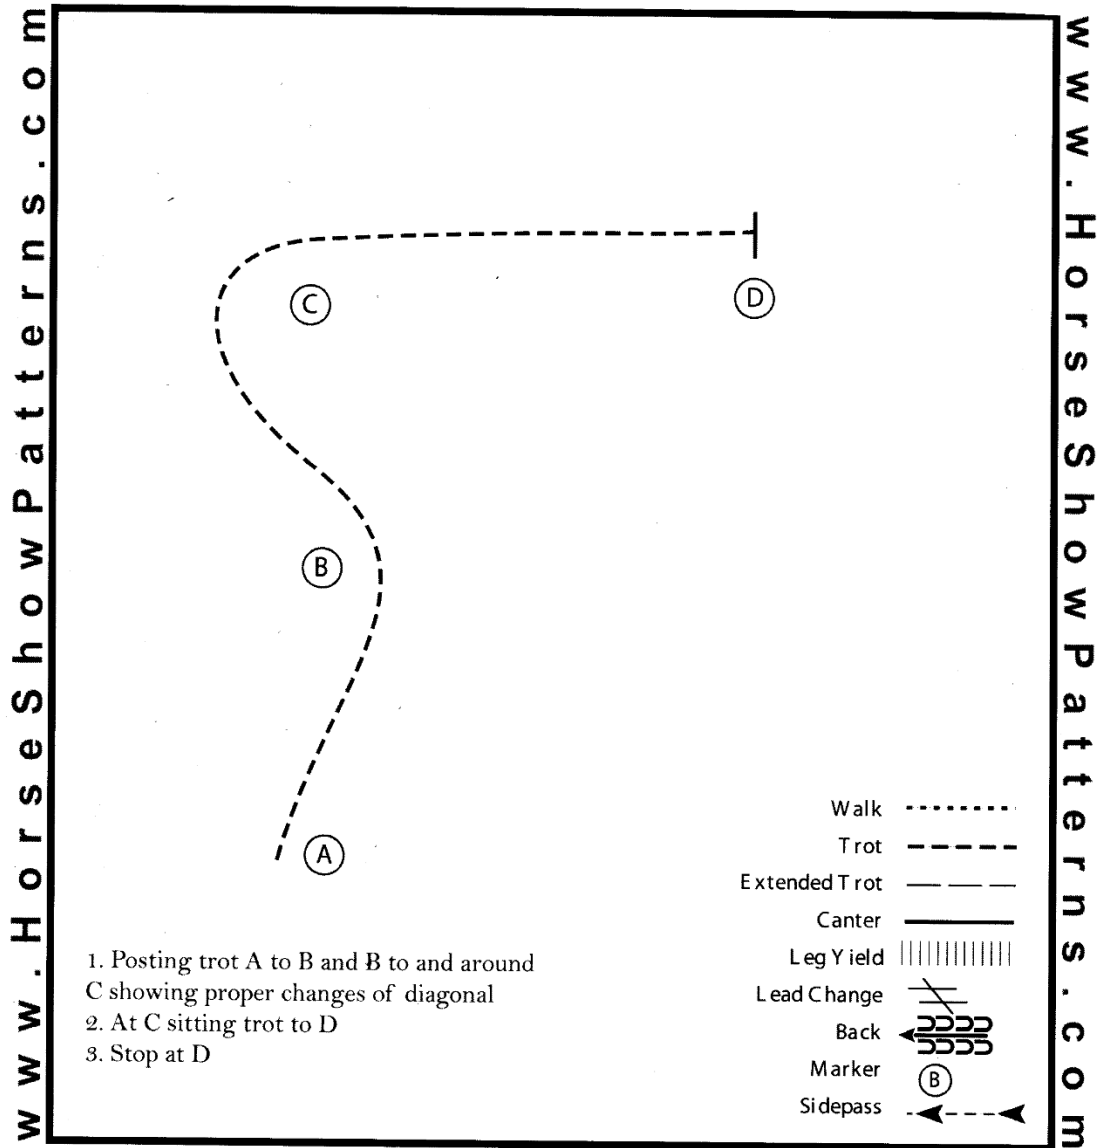 www.HorseShowPatterns.com
www.HorseShowPatterns.com
C
D
B
A
Walk
Trot
Extended Trot
Canter
Leg Yield
Lead Change
Back
Marker
B
Sidepass
1. Posting trot A to B and B to and around
C showing proper changes of diagonal
2. At C sitting trot to D
3. Stop at D